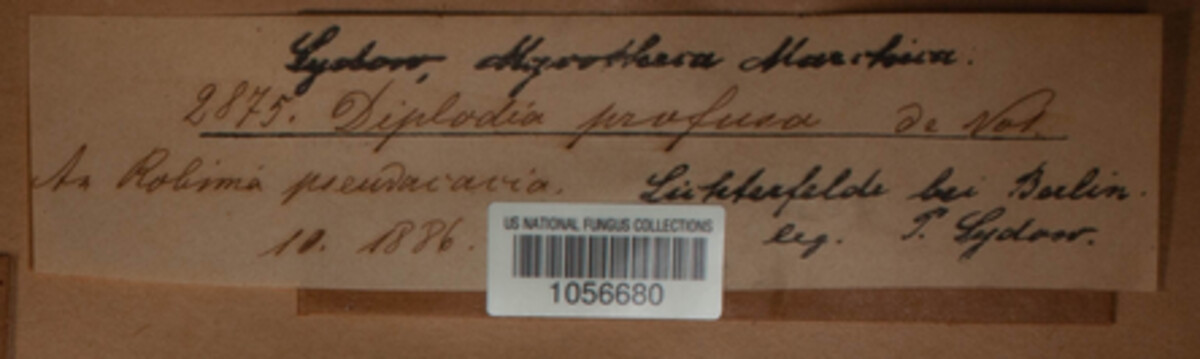 Sydow, Mycotheca Marchica.
2875. Diplodia profusa de Not.
An Robinia pseudacacia. Lichterfelde bei Berlin.
10. 1886. leg. P. Sydow.
US NATIONAL FUNGUS COLLECTIONS
1056680